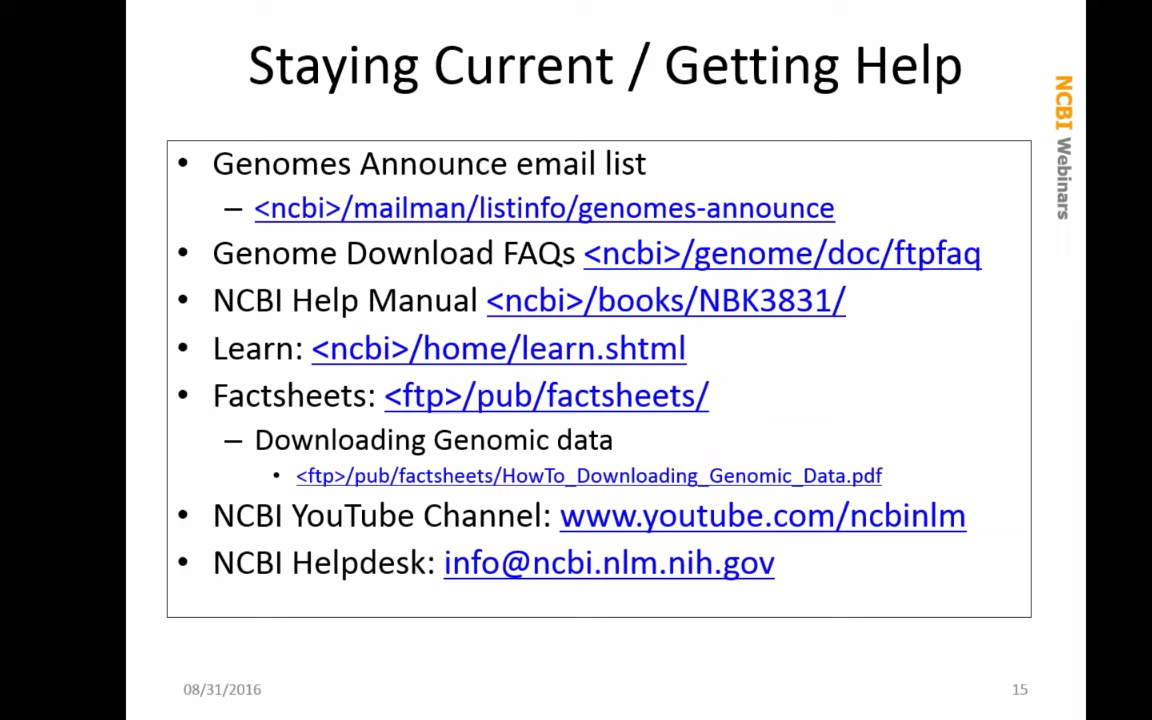 Staying Current / Getting Help
NCBI Webinars
• Genomes Announce email list
– <ncbi>/mailman/listinfo/genomes-announce
• Genome Download FAQs <ncbi>/genome/doc/ftpfaq
• NCBI Help Manual <ncbi>/books/NBK3831/
• Learn: <ncbi>/home/learn.shtml
• Factsheets: <ftp>/pub/factsheets/
– Downloading Genomic data
• <ftp>/pub/factsheets/HowTo_Downloading_Genomic_Data.pdf
• NCBI YouTube Channel: www.youtube.com/ncbinlm
• NCBI Helpdesk: info@ncbi.nlm.nih.gov
08/31/2016
15